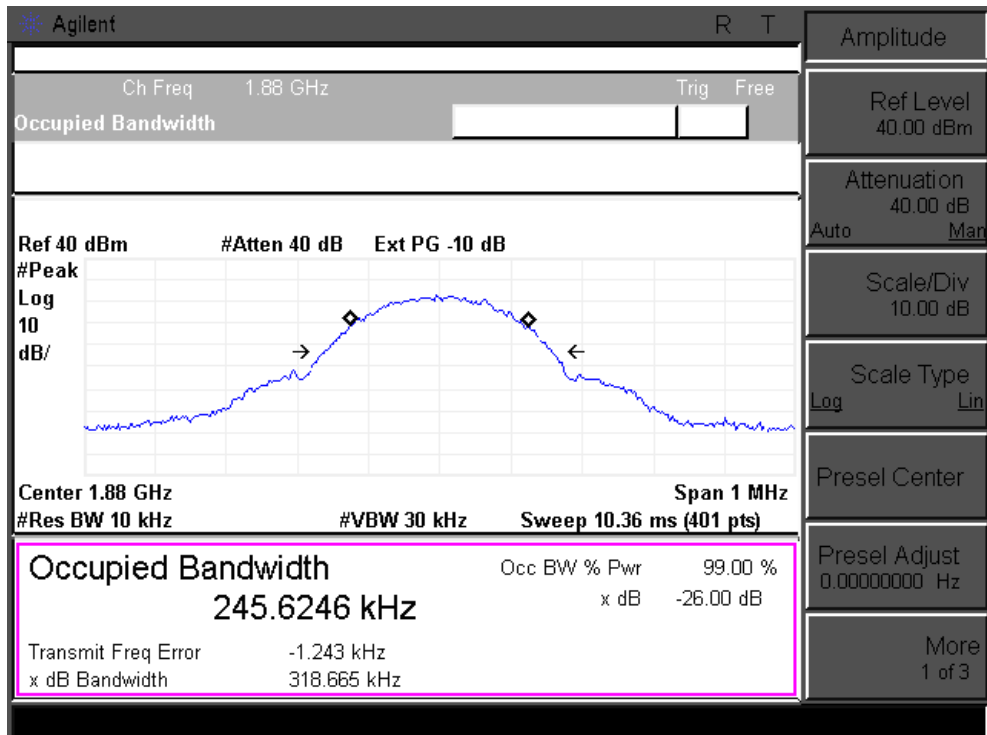 Agilent
R T
Ch Freq 1.88 GHz
Trig Free
Occupied Bandwidth
Ref 40 dBm #Atten 40 dB Ext PG -10 dB
#Peak
Log
10
dB/
Center 1.88 GHz
Span 1 MHz
#Res BW 10 kHz #VBW 30 kHz Sweep 10.36 ms (401 pts)
Occupied Bandwidth
245.6246 kHz
Occ BW % Pwr 99.00 %
x dB -26.00 dB
Transmit Freq Error -1.243 kHz
x dB Bandwidth 318.665 kHz
Amplitude
Ref Level
40.00 dBm
Attenuation
40.00 dB
Auto Man
Scale/Div
10.00 dB
Scale Type
Log Lin
Presel Center
Presel Adjust
0.00000000 Hz
More
1 of 3